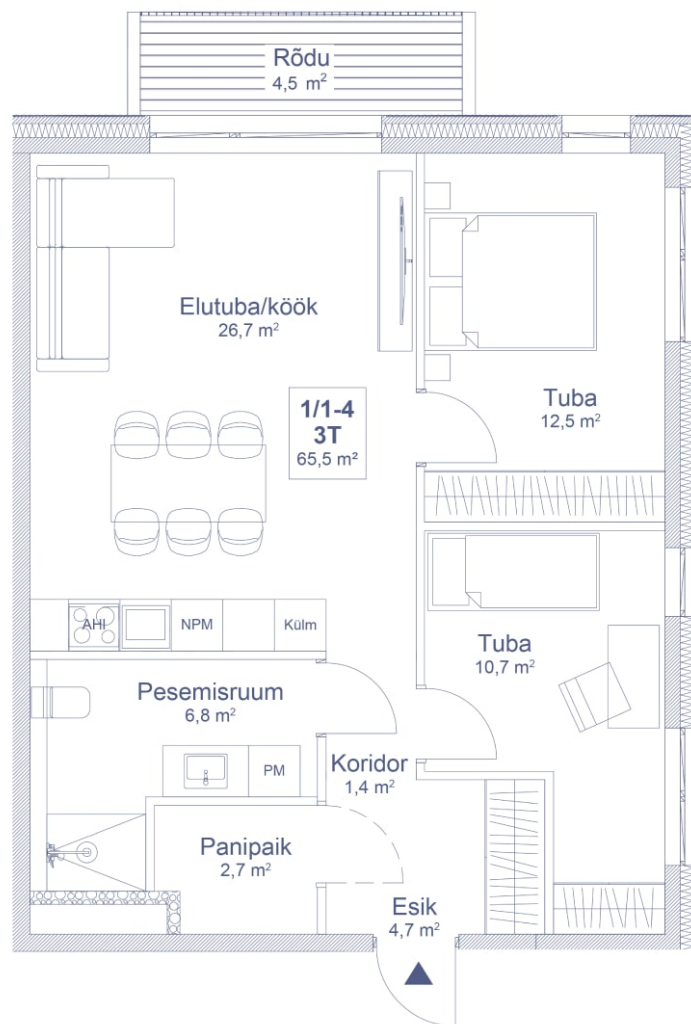 Rõdu
4,5 m²
Elutuba/köök
26,7 m²
Tuba
12,5 m²
1/1-4
3T
65,5 m²
AHI
NPM
Külm
Tuba
10,7 m²
Pesemisruum
6,8 m²
PM
Koridor
1,4 m²
Panipaik
2,7 m²
Esik
4,7 m²